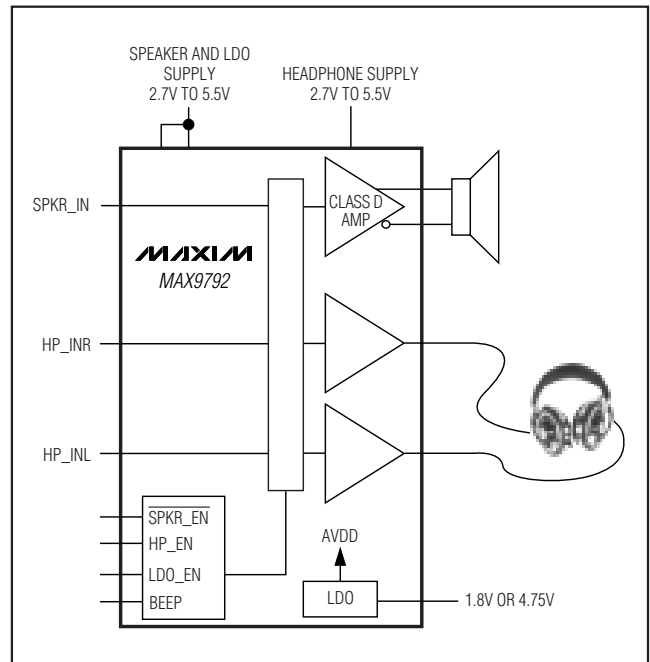 SPEAKER AND LDO
SUPPLY
2.7V TO 5.5V
HEADPHONE SUPPLY
2.7V TO 5.5V
SPKR_IN
CLASS D
AMP
MAXIM
MAX9792
HP_INR
HP_INL
SPKR_EN
HP_EN
LDO_EN
BEEP
AVDD
LDO
1.8V OR 4.75V